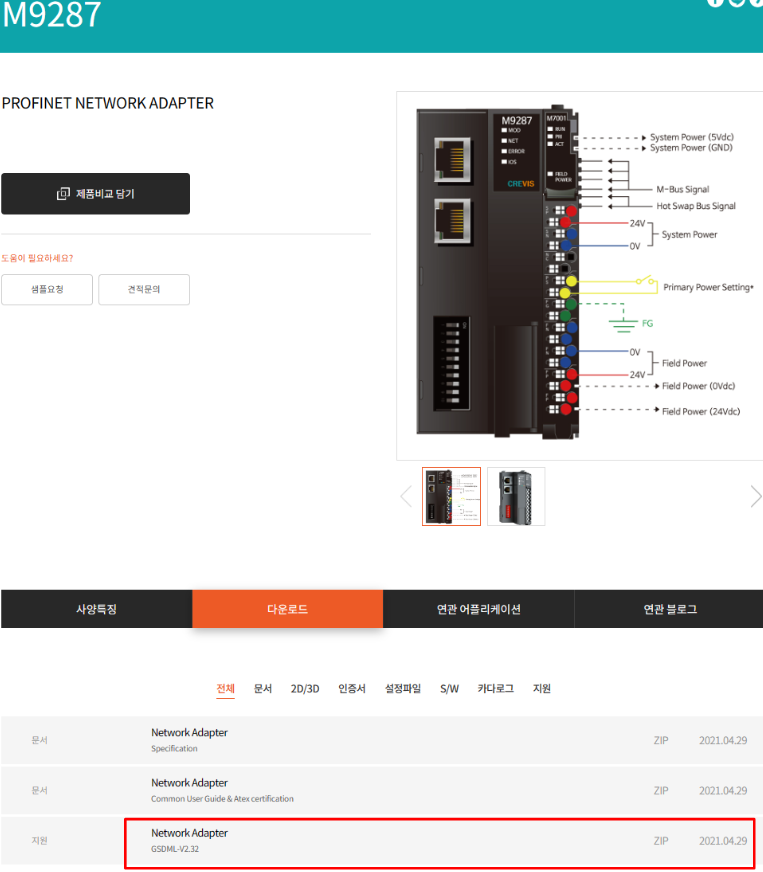 M9287
PROFINET NETWORK ADAPTER
제품비교 담기
도움이 필요하세요?
샘플요청
견적문의
M9287
MOD
NET
ERROR
IOS
CREVIS
M7001
RUN
PRI
ACT
FIELD
POWER
System Power (5Vdc)
System Power (GND)
M-Bus Signal
Hot Swap Bus Signal
24V
System Power
0V
Primary Power Setting*
FG
0V
Field Power
24V
Field Power (0Vdc)
Field Power (24Vdc)
사양특징
다운로드
연관 어플리케이션
연관 블로그
전체 문서 2D/3D 인증서 설정파일 S/W 카다로그 지원
문서 Network Adapter ZIP 2021.04.29
Specification
문서 Network Adapter ZIP 2021.04.29
Common User Guide & Atex certification
지원 Network Adapter ZIP 2021.04.29
GSDML-V2.32